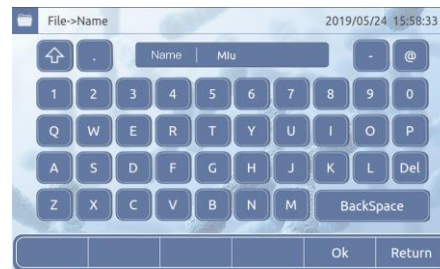 File->Name 2019/05/24 15:58:33
. Name Mlu - @
1 2 3 4 5 6 7 8 9 0
Q W E R T Y U I O P
A S D F G H J K L Del
Z X C V B N M BackSpace
Ok Return